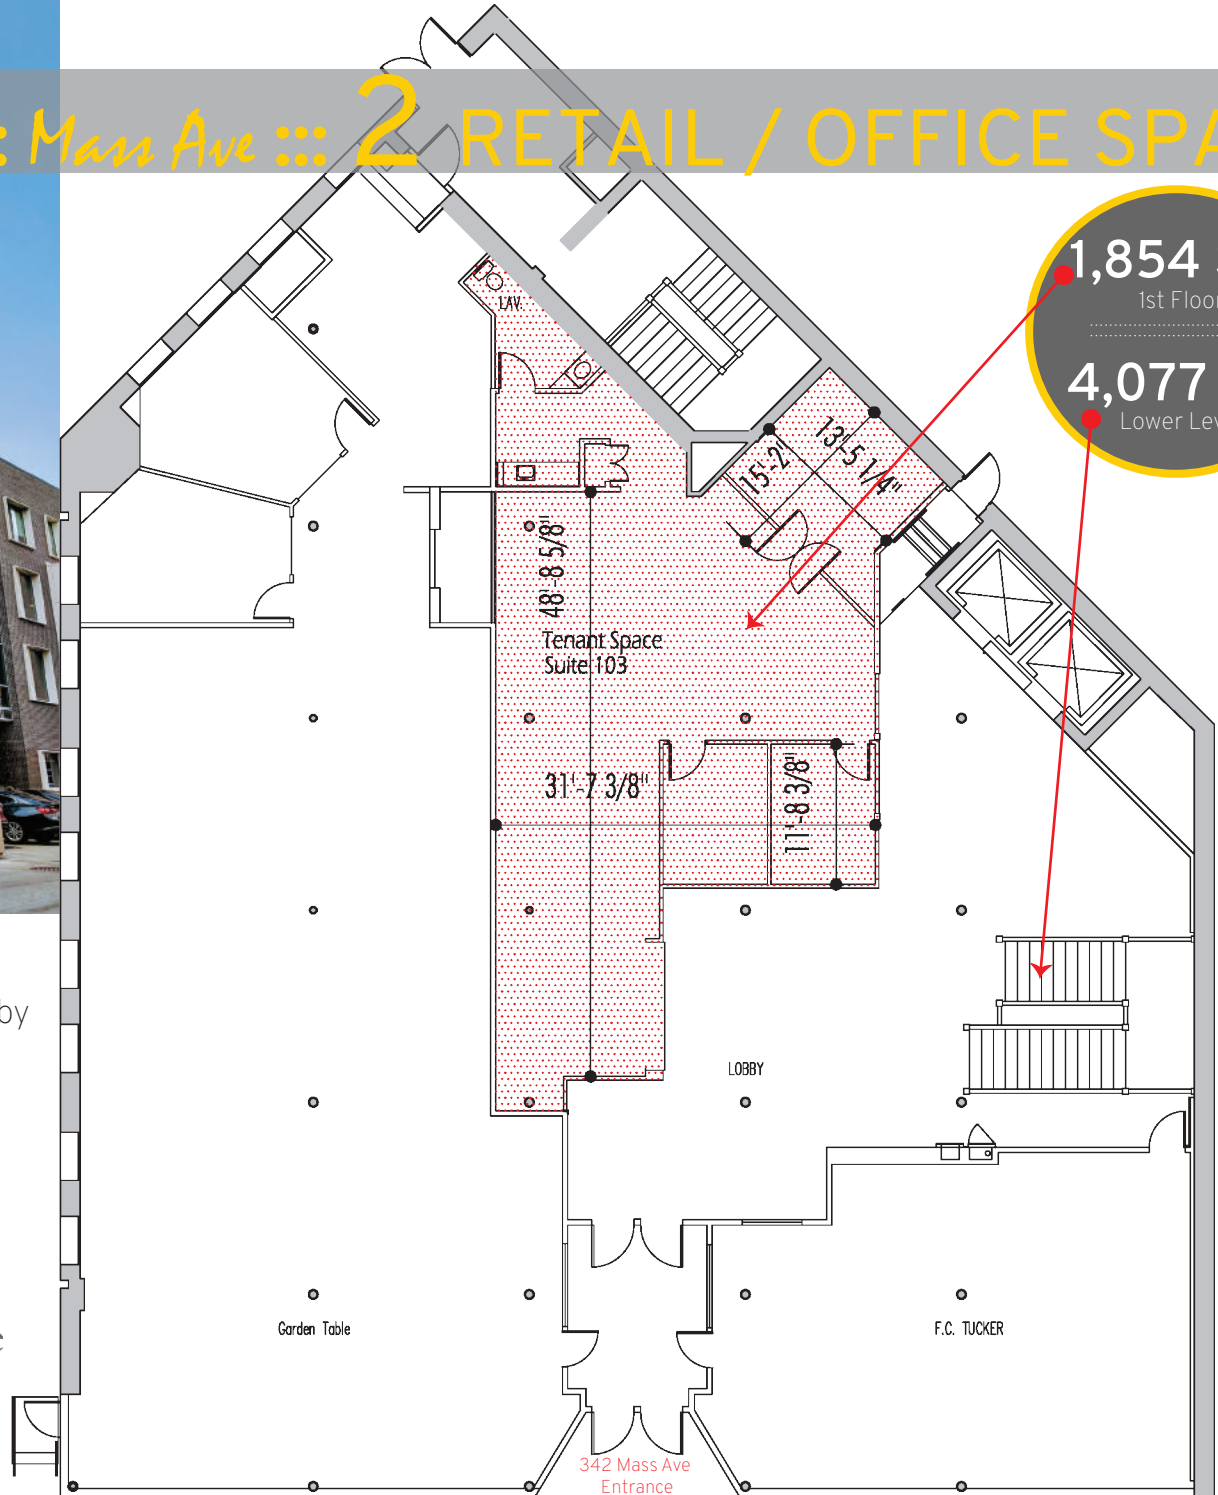 Mass Ave ::: 2 RETAIL / OFFICE
1,854
1st Floor
4,077
Lower
LAV.
13'-5 1/4"
15'-2"
48'-8 5/8"
Tenant Space
Suite 103
31'-7 3/8"
11'-8 3/8"
by
LOBBY
Garden Table
F.C. TUCKER
342 Mass Ave
Entrance